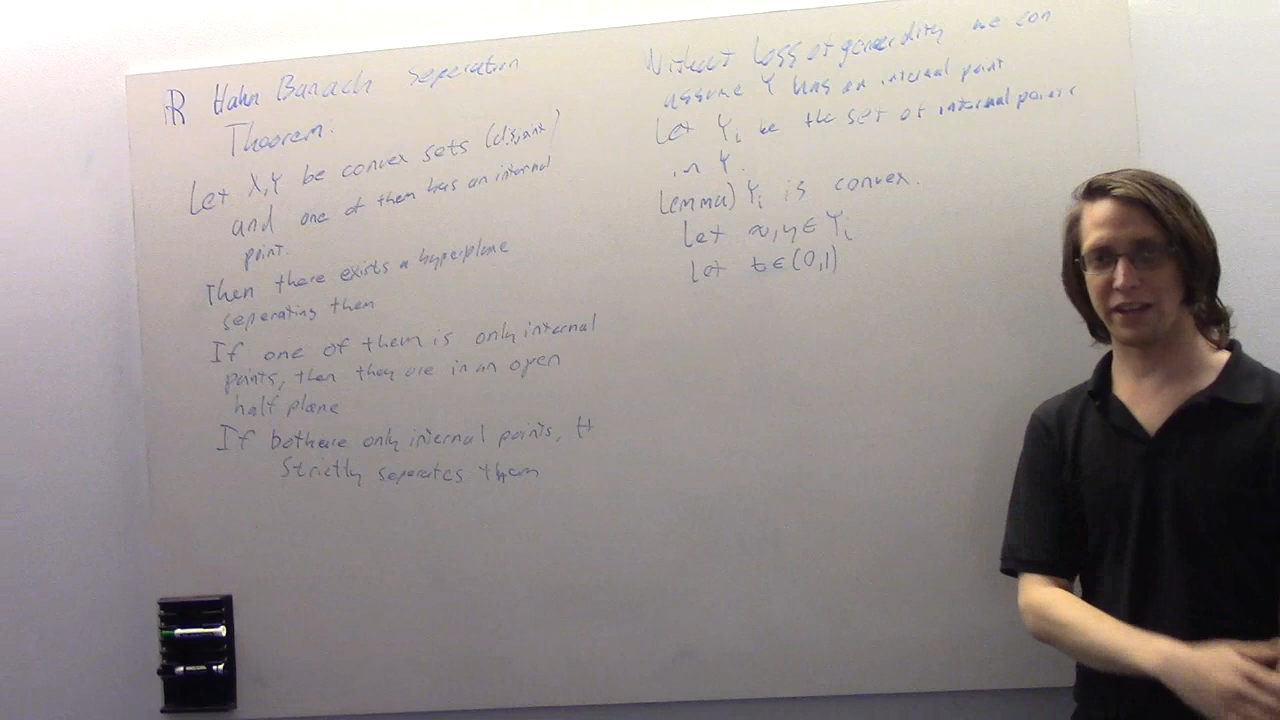 ℝ Hahn Banach Seperation
Theorem:
Let X,Y be convex sets (disjoint)
and one of them has an internal
point.
Then there exists a hyperplane
seperating them
If one of them is only internal
points, then they are in an open
half plane
If both are only internal points, H
Strictly seperates them
Without loss of generality we can
assume Y has an internal point
Let Yi be the set of internal points
in Y.
Lemma) Yi is convex.
Let x,y ∈ Yi
Let t ∈ (0,1)